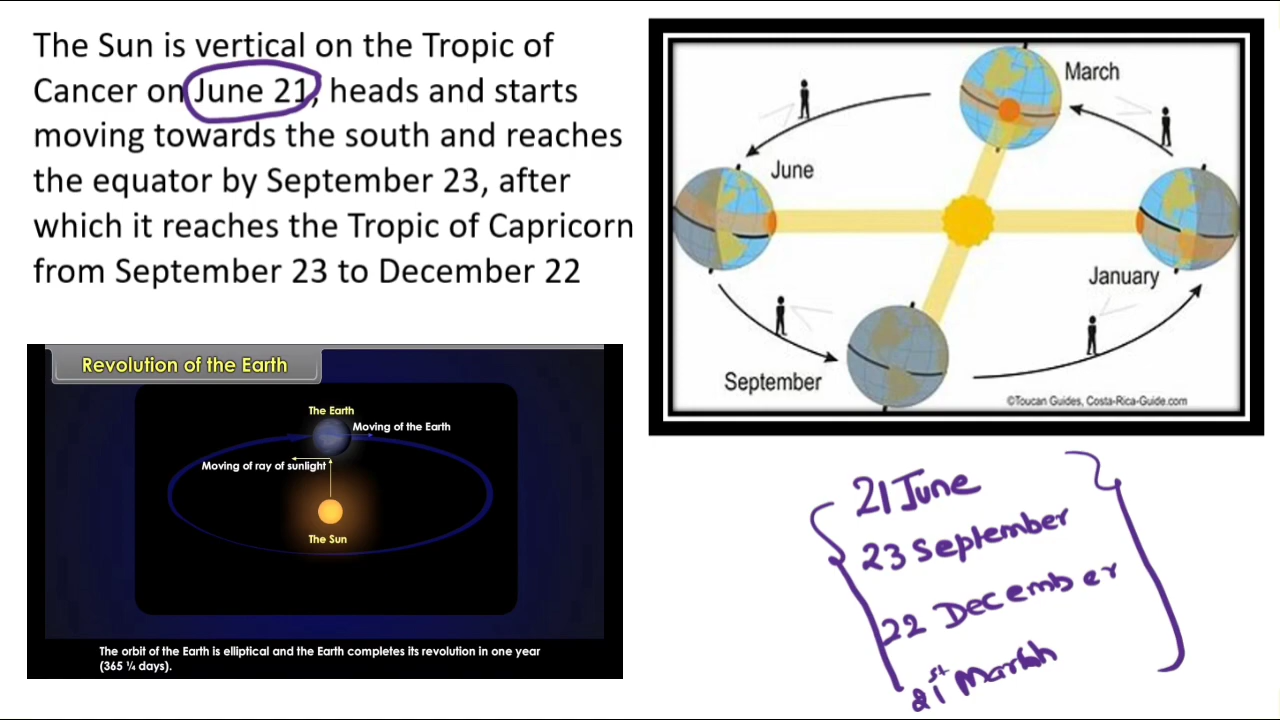 The Sun is vertical on the Tropic of
Cancer on June 21, heads and starts
moving towards the south and reaches
the equator by September 23, after
which it reaches the Tropic of Capricorn
from September 23 to December 22
March
June
January
September
©Toucan Guides, Costa-Rica-Guide.com
Revolution of the Earth
The Earth
Moving of the Earth
Moving of ray of sunlight
The Sun
The orbit of the Earth is elliptical and the Earth completes its revolution in one year
(365 ¼ days).
21 June
23 September
22 December
21st